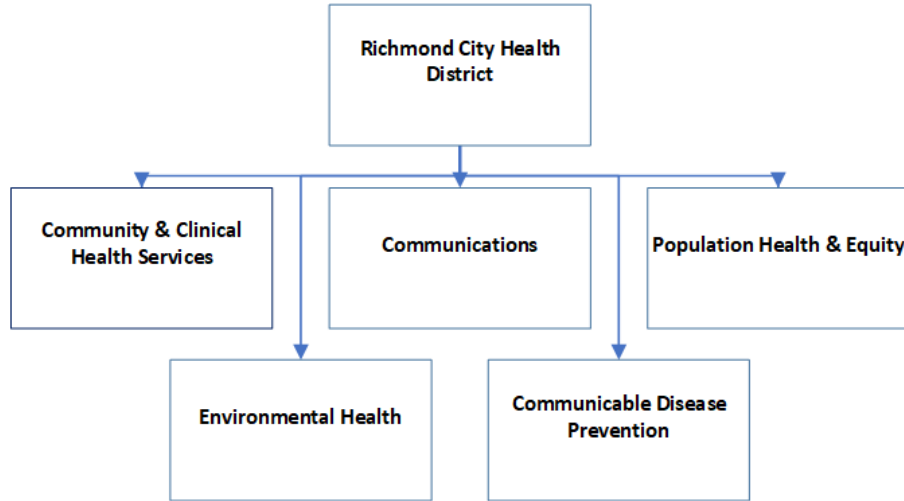 Richmond City Health
District
Community & Clinical
Health Services
Communications
Population Health & Equity
Environmental Health
Communicable Disease
Prevention